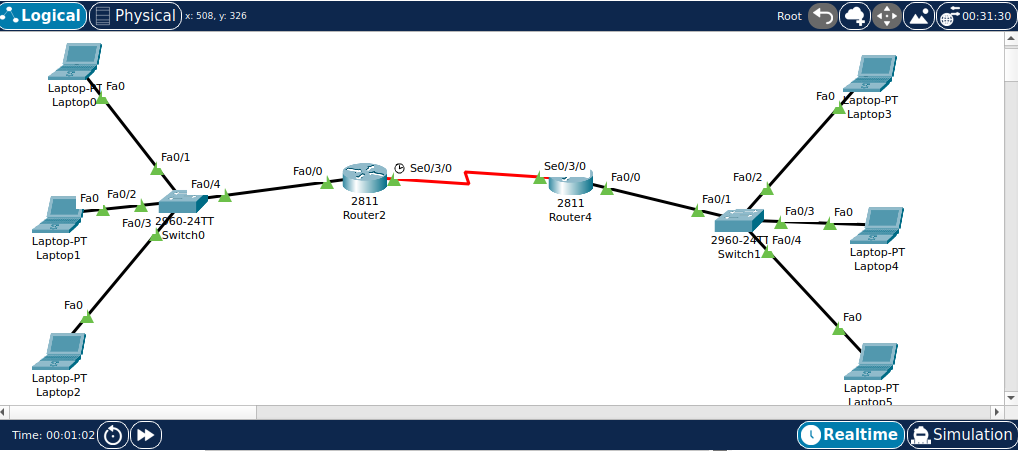 Logical
Physical
x: 508, y: 326
Root
00:31:30
Laptop-PT
Laptop0
Fa0
Fa0/1
Fa0
Fa0/2
Fa0/4
Laptop-PT
Laptop1
Fa0/3
2960-24TT
Switch0
Fa0
Laptop-PT
Laptop2
Fa0/0
2811
Router2
Se0/3/0
Se0/3/0
2811
Router4
Fa0/0
Fa0/1
2960-24TT
Switch1
Fa0/2
Fa0
Laptop-PT
Laptop3
Fa0/3
Fa0
Laptop-PT
Laptop4
Fa0/4
Fa0
Laptop-PT
Laptop5
Time: 00:01:02
Realtime
Simulation